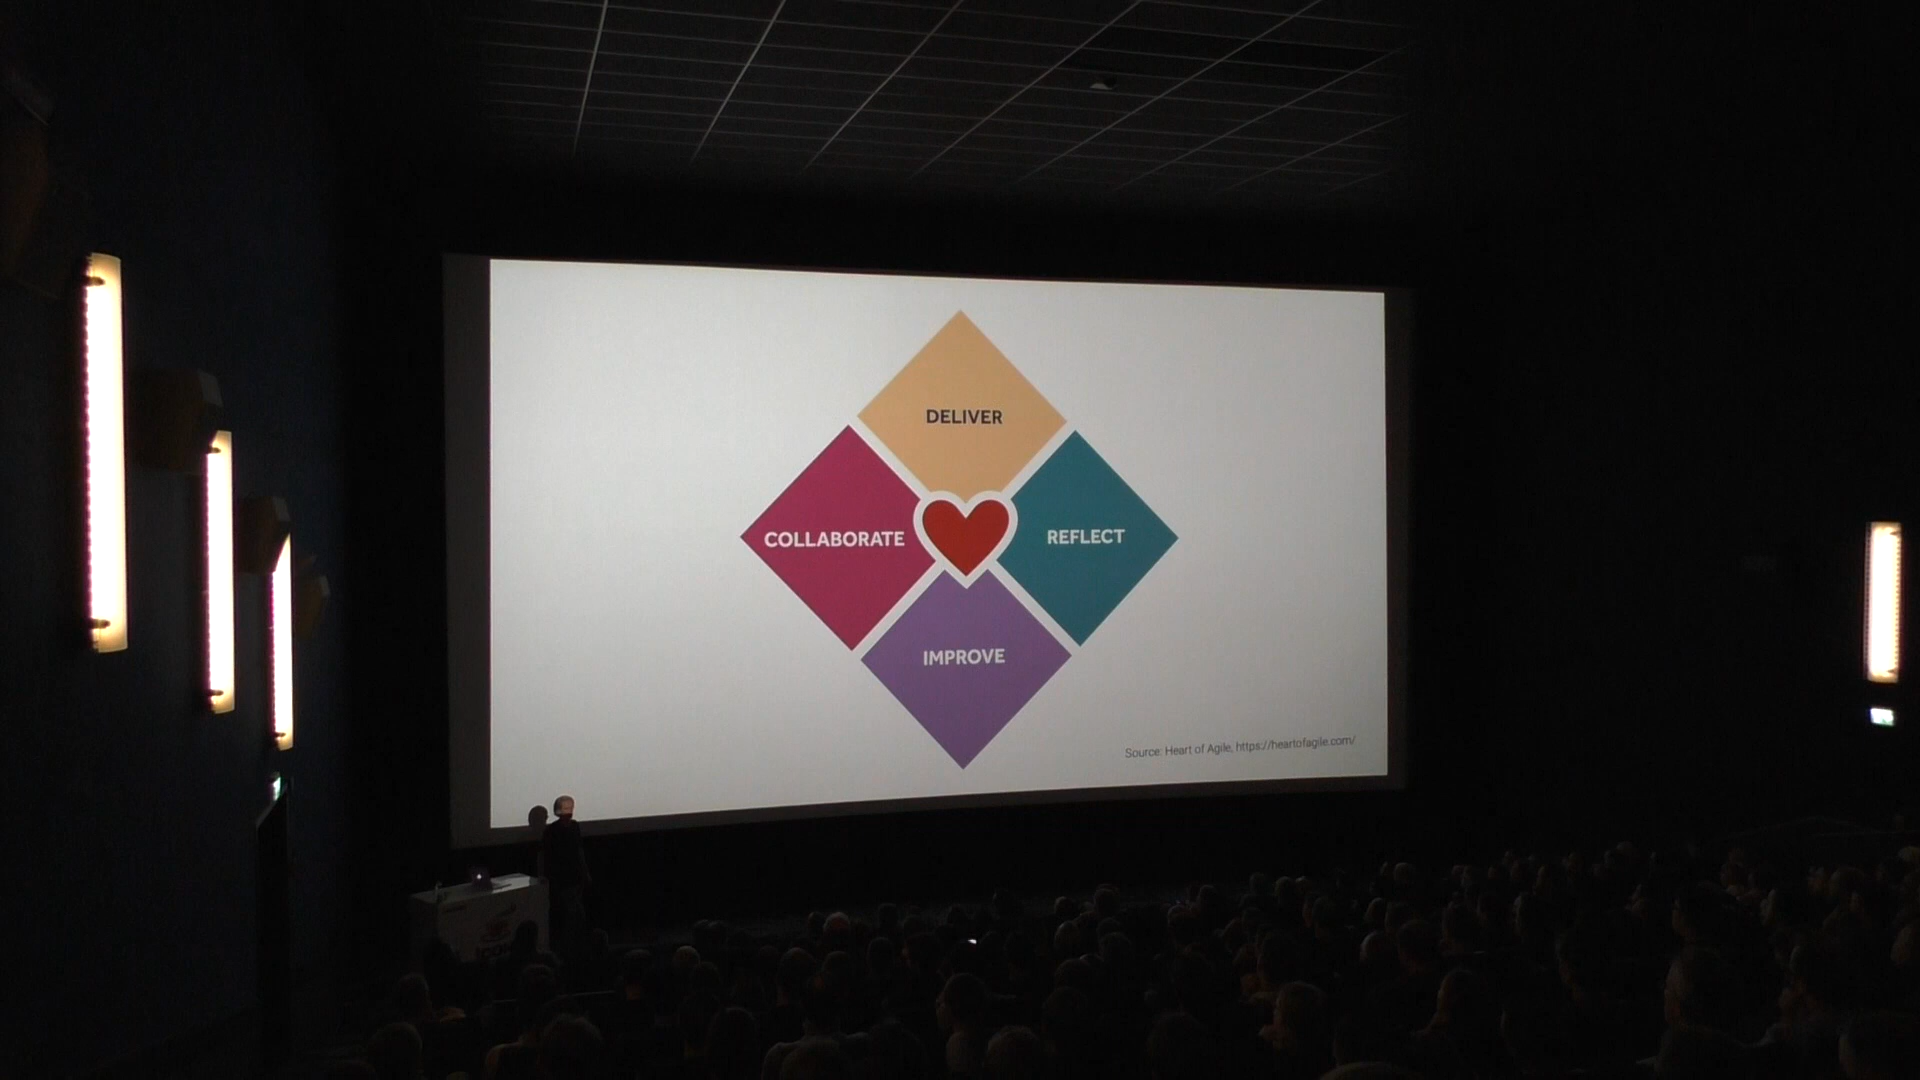 DELIVER
COLLABORATE
REFLECT
IMPROVE
Source: Heart of Agile, https://heartofagile.com/